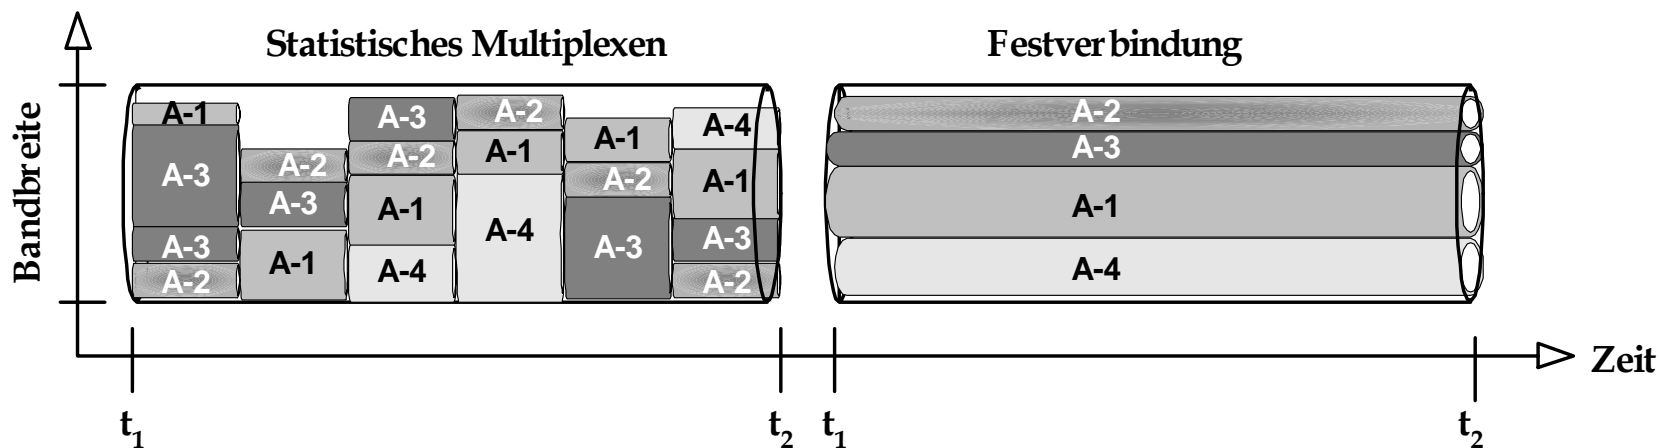 Statistisches Multiplexen
Festverbindung
Bandbreite
A-1
A-3
A-3
A-2
A-2
A-3
A-1
A-3
A-2
A-1
A-4
A-2
A-1
A-4
A-1
A-2
A-3
A-4
A-1
A-3
A-2
A-2
A-3
A-1
A-4
Zeit
t1
t2
t1
t2